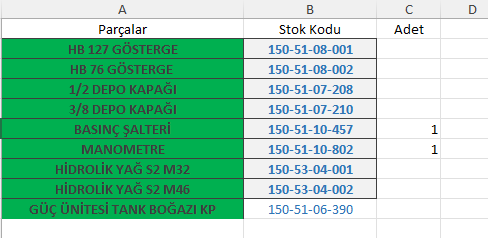 A B C D
Parçalar Stok Kodu Adet
HB 127 GÖSTERGE 150-51-08-001
HB 76 GÖSTERGE 150-51-08-002
1/2 DEPO KAPAĞI 150-51-07-208
3/8 DEPO KAPAĞI 150-51-07-210
BASINÇ ŞALTERİ 150-51-10-457 1
MANOMETRE 150-51-10-802 1
HİDROLİK YAĞ S2 M32 150-53-04-001
HİDROLİK YAĞ S2 M46 150-53-04-002
GÜÇ ÜNİTESİ TANK BOĞAZI KP 150-51-06-390